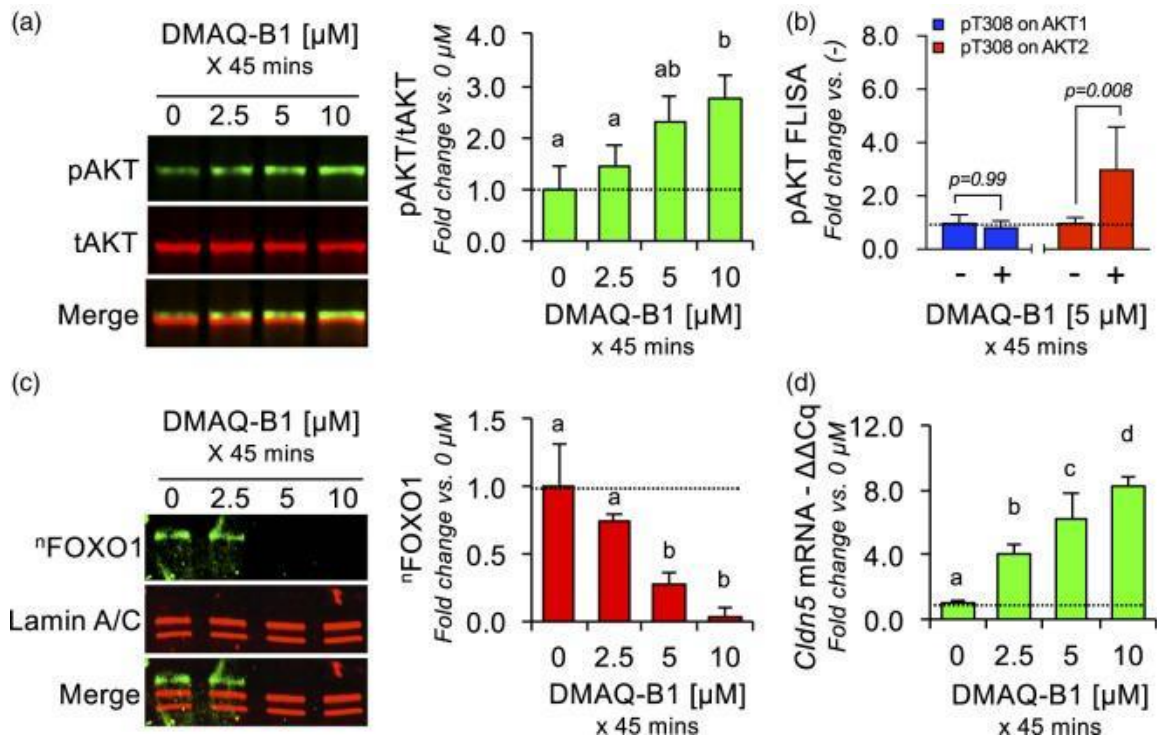 (a)
DMAQ-B1 [µM]
X 45 mins
0 2.5 5 10
pAKT
tAKT
Merge
pAKT/tAKT
Fold change vs. 0 µM
4.0
3.0
2.0
1.0
0.0
a
a
ab
b
0 2.5 5 10
DMAQ-B1 [µM]
x 45 mins
(b)
pT308 on AKT1
pT308 on AKT2
pAKT FLISA
Fold change vs. (-)
8.0
6.0
4.0
2.0
0.0
p=0.99
p=0.008
- + - +
DMAQ-B1 [5 µM]
x 45 mins
(c)
DMAQ-B1 [µM]
X 45 mins
0 2.5 5 10
ⁿFOXO1
Lamin A/C
Merge
ⁿFOXO1
Fold change vs. 0 µM
1.5
1.0
0.5
0.0
a
a
b
b
0 2.5 5 10
DMAQ-B1 [µM]
x 45 mins
(d)
Cldn5 mRNA - ΔΔCq
Fold change vs. 0 µM
12.0
8.0
4.0
0.0
a
b
c
d
0 2.5 5 10
DMAQ-B1 [µM]
x 45 mins